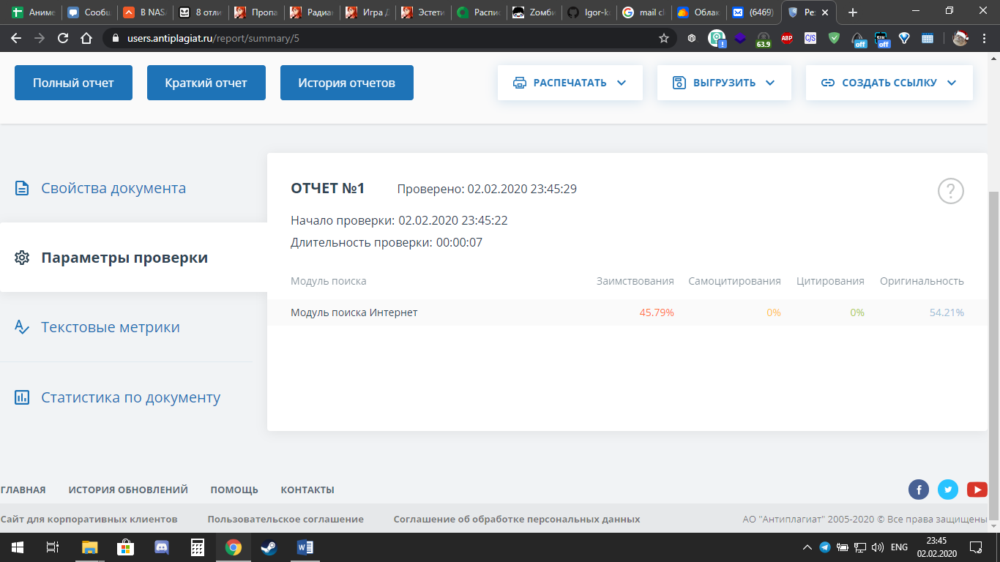 Аниме
Сообщ
В NAS
8 отли
Пропа
Радиа
Игра Д
Эстети
Распис
Zомби
Igor-ko
mail cl
Облак
(6469)
Рез
users.antiplagiat.ru/report/summary/5
63.9
ABP
C/S
off
off
Полный отчет
Краткий отчет
История отчетов
РАСПЕЧАТАТЬ
ВЫГРУЗИТЬ
СОЗДАТЬ ССЫЛКУ
Свойства документа
Параметры проверки
Текстовые метрики
Статистика по документу
ОТЧЕТ №1 Проверено: 02.02.2020 23:45:29
Начало проверки: 02.02.2020 23:45:22
Длительность проверки: 00:00:07
Модуль поиска Заимствования Самоцитирования Цитирования Оригинальность
Модуль поиска Интернет 45.79% 0% 0% 54.21%
ГЛАВНАЯ ИСТОРИЯ ОБНОВЛЕНИЙ ПОМОЩЬ КОНТАКТЫ
Сайт для корпоративных клиентов Пользовательское соглашение Соглашение об обработке персональных данных АО "Антиплагиат" 2005-2020 © Все права защищены
ENG
23:45
02.02.2020